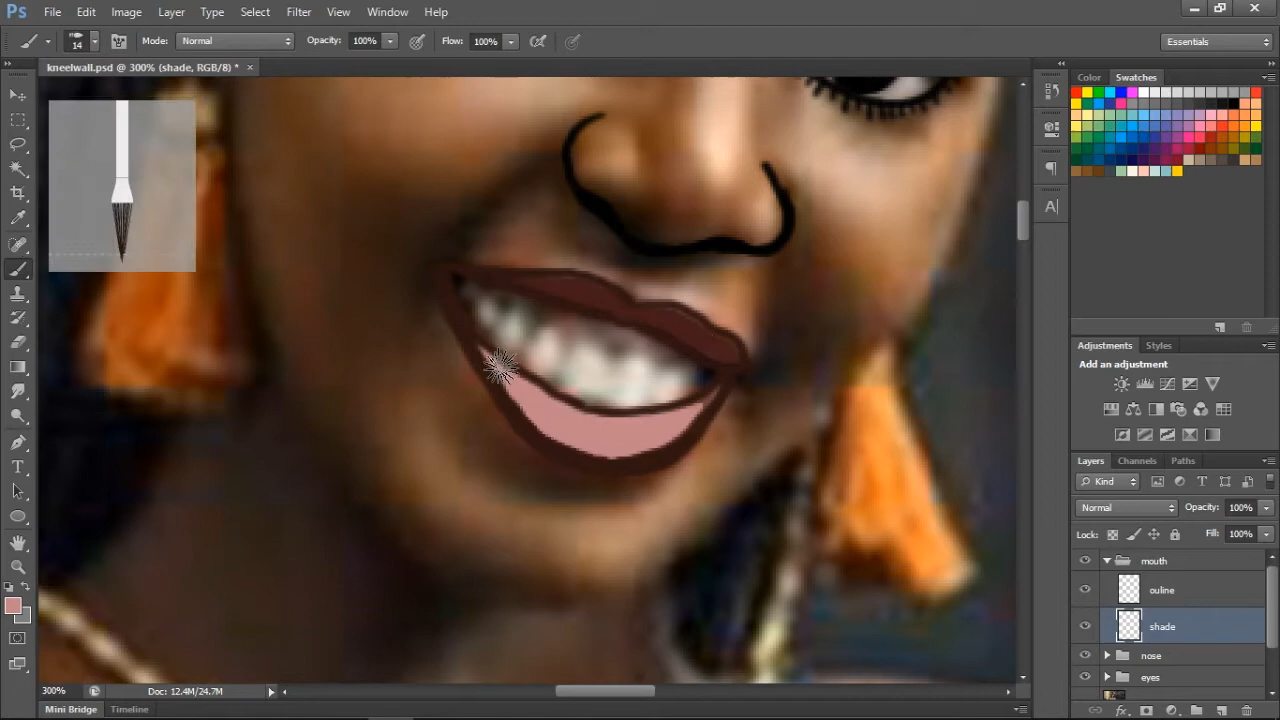 Ps File Edit Image Layer Type Select Filter View Window Help
14 Mode: Normal Opacity: 100% Flow: 100% Essentials
kneelwall.psd @ 300% (shade, RGB/8) * ×
Color Swatches
Adjustments Styles
Add an adjustment
Layers Channels Paths
Kind
Normal Opacity: 100%
Lock: Fill: 100%
mouth
ouline
shade
nose
eyes
300% Doc: 12.4M/24.7M
Mini Bridge Timeline